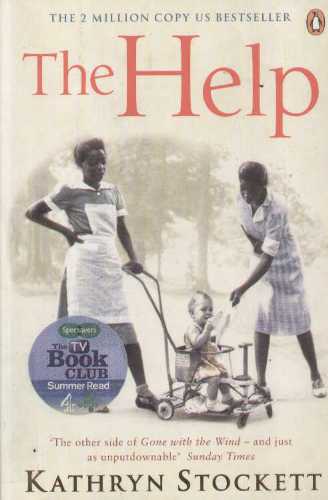 THE 2 MILLION COPY US BESTSELLER
The Help
Specsavers
The TV
Book
CLUB
Summer Read
4
'The other side of Gone with the Wind – and just
as unputdownable' Sunday Times
KATHRYN STOCKETT